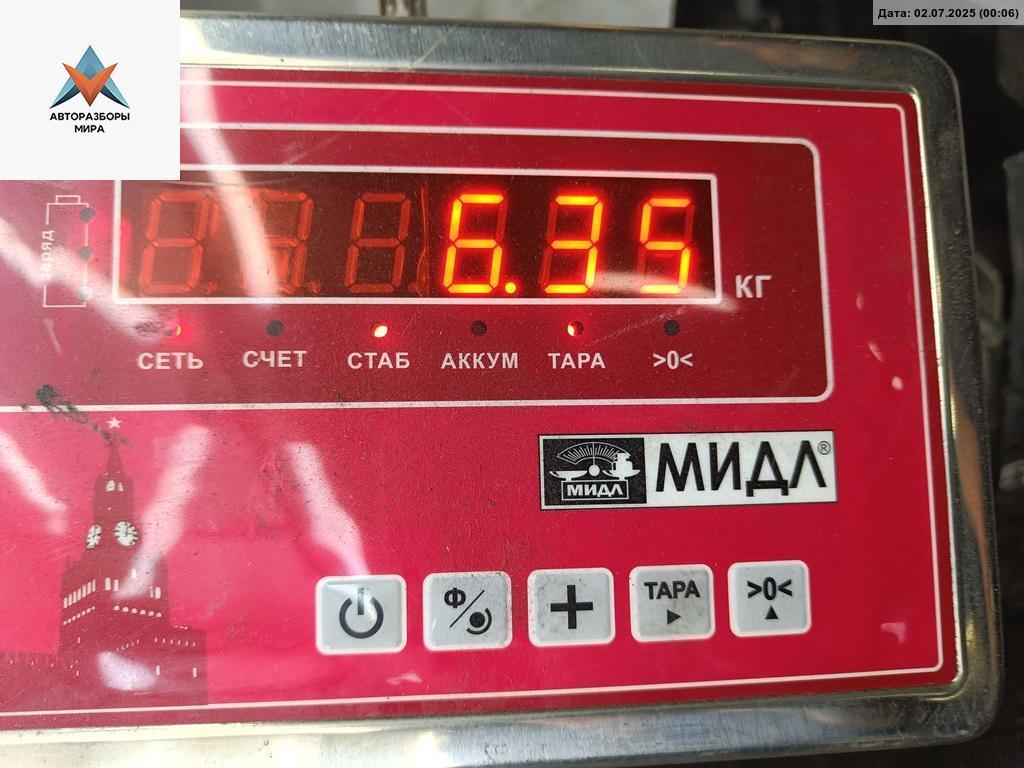 Дата: 02.07.2025 (00:06)
АВТОРАЗБОРЫ
МИРА
заряд
6.35
КГ
СЕТЬ СЧЕТ СТАБ АККУМ ТАРА >0<
МИДЛ МИДЛ®
Ф ТАРА >0<